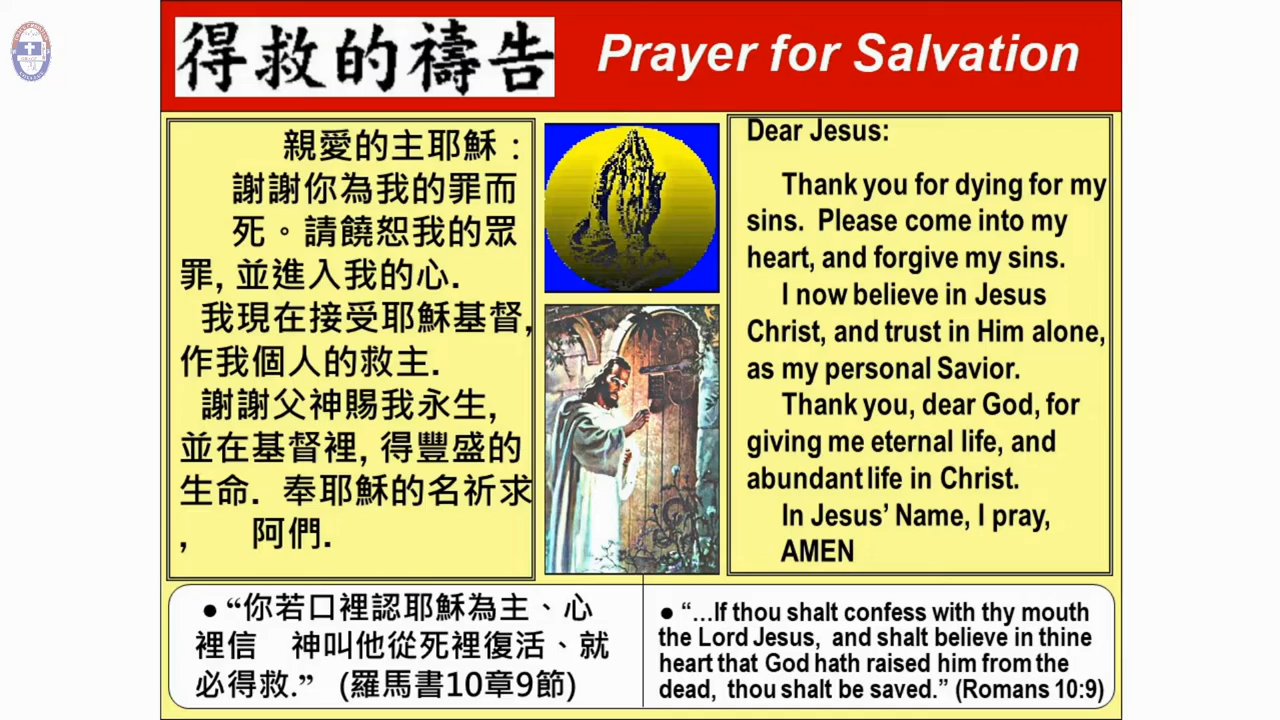 得救的禱告
Prayer for Salvation
親愛的主耶穌：
謝謝你為我的罪而
死。請饒恕我的眾
罪, 並進入我的心.
我現在接受耶穌基督,
作我個人的救主.
謝謝父神賜我永生,
並在基督裡, 得豐盛的
生命. 奉耶穌的名祈求
, 阿們.
Dear Jesus:
Thank you for dying for my
sins. Please come into my
heart, and forgive my sins.
I now believe in Jesus
Christ, and trust in Him alone,
as my personal Savior.
Thank you, dear God, for
giving me eternal life, and
abundant life in Christ.
In Jesus’ Name, I pray,
AMEN
● “你若口裡認耶穌為主、心
裡信　神叫他從死裡復活、就
必得救.” (羅馬書10章9節)
● “…If thou shalt confess with thy mouth
the Lord Jesus, and shalt believe in thine
heart that God hath raised him from the
dead, thou shalt be saved.” (Romans 10:9)